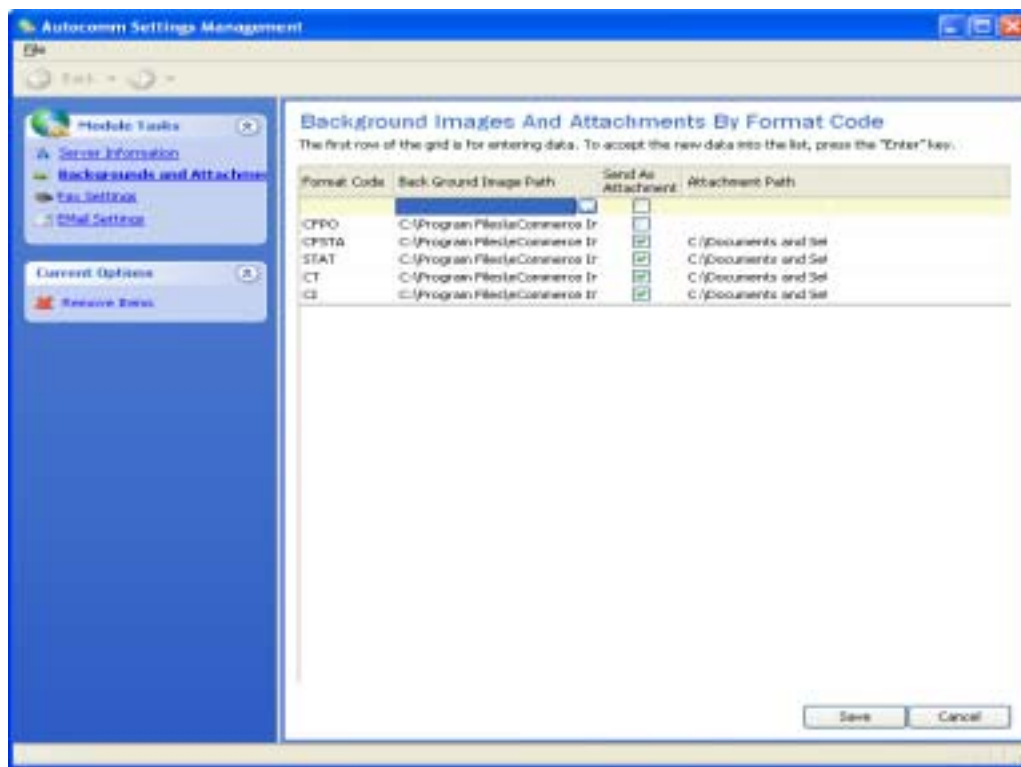 Autocomm Settings Management
File
Back
Module Tasks
Server Information
Backgrounds and Attachmen
Fax Settings
EMail Settings
Current Options
Remove Items
Background Images And Attachments By Format Code
The first row of the grid is for entering data. To accept the new data into the list, press the "Enter" key.
Format Code Back Ground Image Path Send As Attachment Attachment Path
CFPO C:\Program Files\eCommerce Ir
CFSTA C:\Program Files\eCommerce Ir C:\Documents and Set
STAT C:\Program Files\eCommerce Ir C:\Documents and Set
CT C:\Program Files\eCommerce Ir C:\Documents and Set
C:\Program Files\eCommerce Ir C:\Documents and Set
Save Cancel